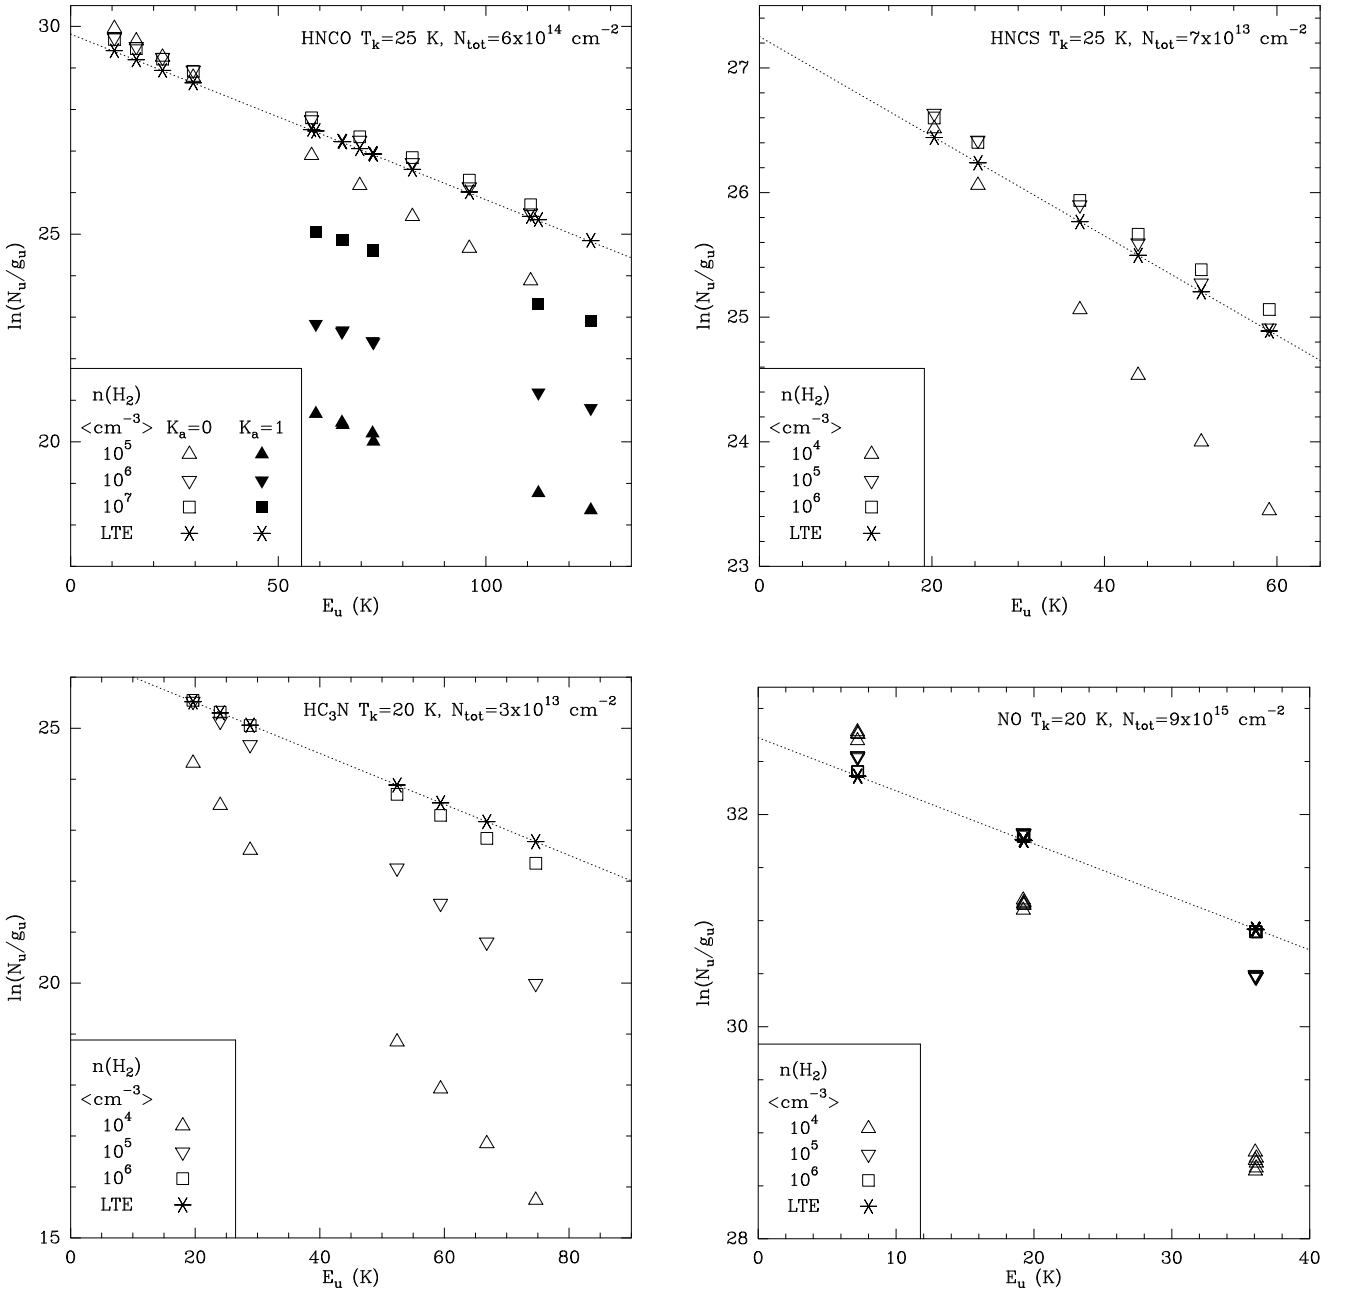 HNCO T_k=25 K, N_tot=6x10^14 cm^-2
30
25
20
ln(N_u/g_u)
n(H_2)
<cm^-3> K_a=0 K_a=1
10^5
10^6
10^7
LTE
0 50 100
E_u (K)
HNCS T_k=25 K, N_tot=7x10^13 cm^-2
27
26
25
24
23
ln(N_u/g_u)
n(H_2)
<cm^-3>
10^4
10^5
10^6
LTE
0 20 40 60
E_u (K)
HC_3N T_k=20 K, N_tot=3x10^13 cm^-2
25
20
15
ln(N_u/g_u)
n(H_2)
<cm^-3>
10^4
10^5
10^6
LTE
0 20 40 60 80
E_u (K)
NO T_k=20 K, N_tot=9x10^15 cm^-2
32
30
28
ln(N_u/g_u)
n(H_2)
<cm^-3>
10^4
10^5
10^6
LTE
0 10 20 30 40
E_u (K)